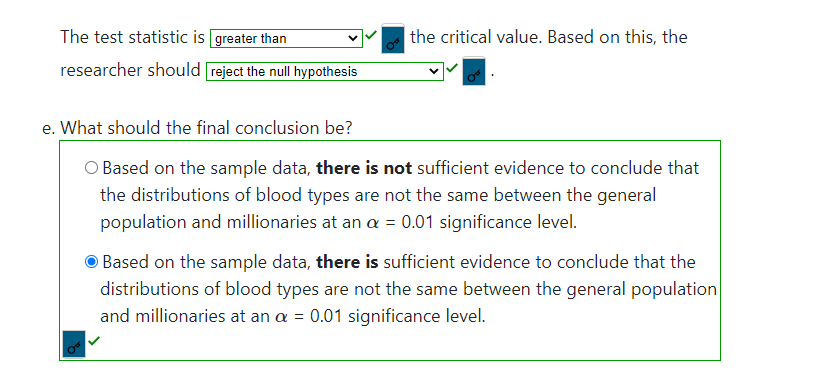 The test statistic is greater than the critical value. Based on this, the
researcher should reject the null hypothesis .
e. What should the final conclusion be?
Based on the sample data, there is not sufficient evidence to conclude that
the distributions of blood types are not the same between the general
population and millionaries at an α = 0.01 significance level.
Based on the sample data, there is sufficient evidence to conclude that the
distributions of blood types are not the same between the general population
and millionaries at an α = 0.01 significance level.